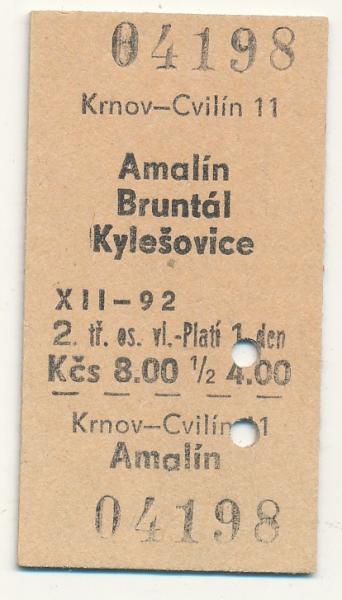 04198
Krnov—Cvilín 11
Amalín
Bruntál
Kylešovice
XII-92
2. tř. os. vl.-Platí 1 den
Kčs 8.00 ½ 4.00
Krnov—Cvilín 11
Amalín
04198